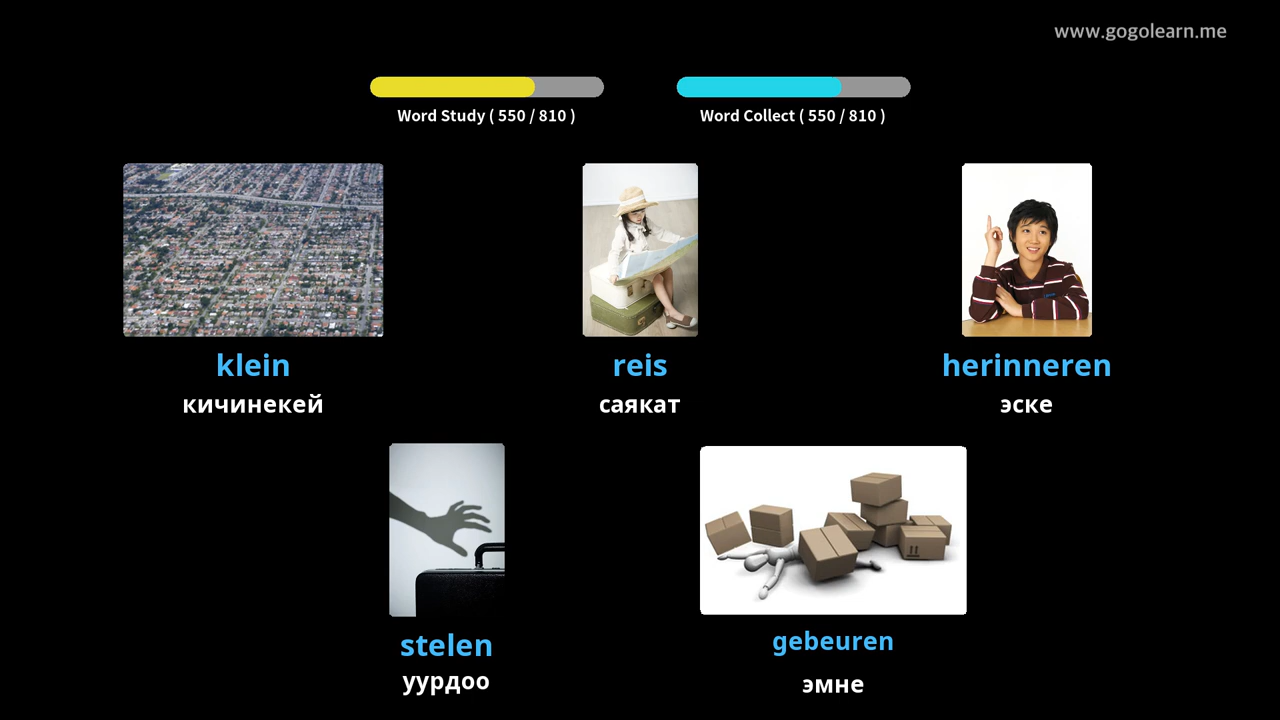 www.gogolearn.me
Word Study ( 550 / 810 )
Word Collect ( 550 / 810 )
klein
кичинекей
reis
саякат
herinneren
эске
stelen
уурдоо
gebeuren
эмне